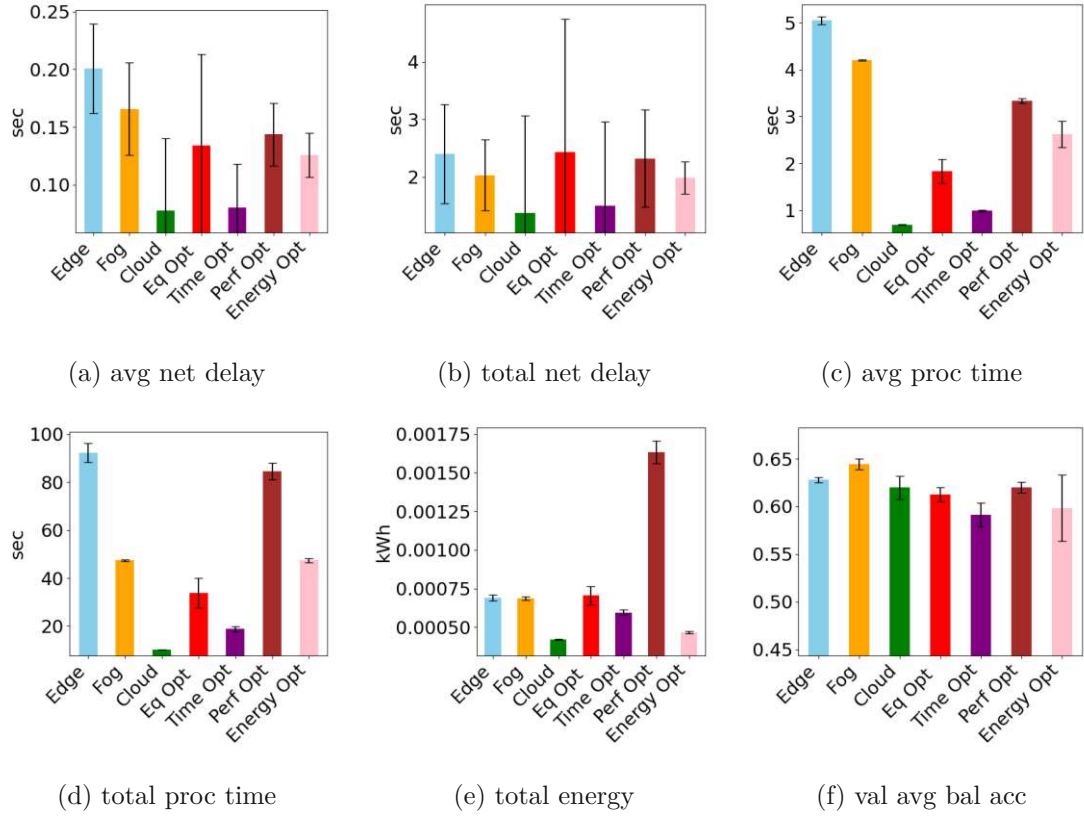 0.25
0.20
0.15
0.10
sec
Edge
Fog
Cloud
Eq Opt
Time Opt
Perf Opt
Energy Opt
(a) avg net delay
4
3
2
sec
Edge
Fog
Cloud
Eq Opt
Time Opt
Perf Opt
Energy Opt
(b) total net delay
5
4
3
2
1
sec
Edge
Fog
Cloud
Eq Opt
Time Opt
Perf Opt
Energy Opt
(c) avg proc time
100
80
60
40
20
sec
Edge
Fog
Cloud
Eq Opt
Time Opt
Perf Opt
Energy Opt
(d) total proc time
0.00175
0.00150
0.00125
0.00100
0.00075
0.00050
kWh
Edge
Fog
Cloud
Eq Opt
Time Opt
Perf Opt
Energy Opt
(e) total energy
0.65
0.60
0.55
0.50
0.45
Edge
Fog
Cloud
Eq Opt
Time Opt
Perf Opt
Energy Opt
(f) val avg bal acc